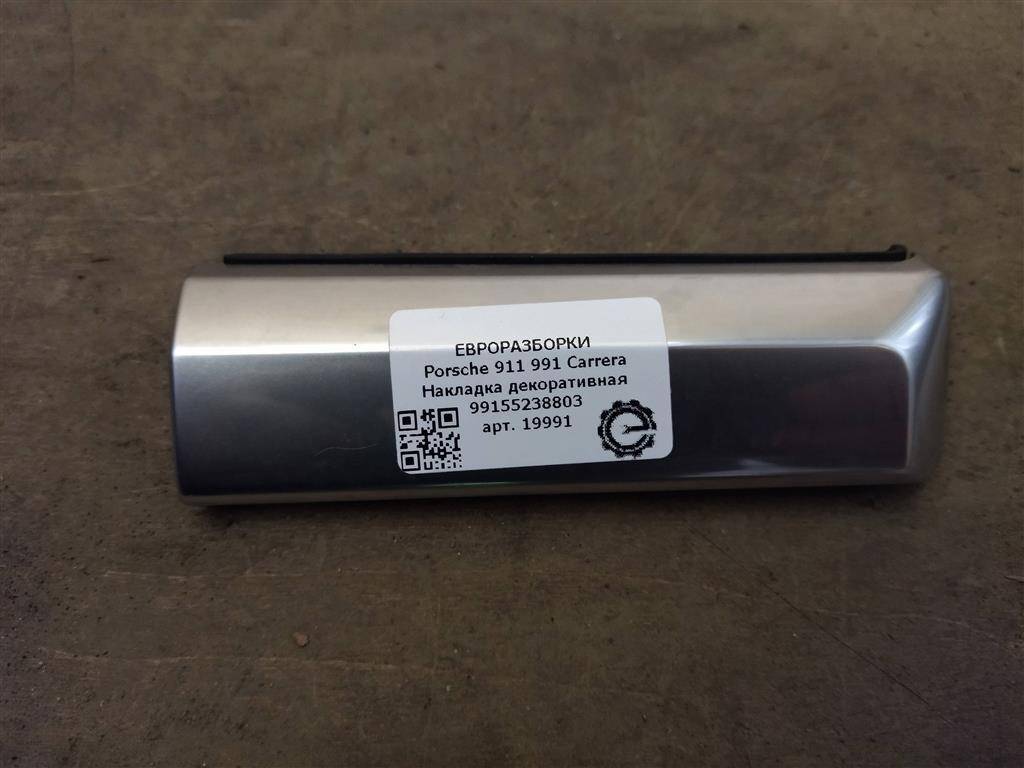 ЕВРОРАЗБОРКИ
Porsche 911 991 Carrera
Накладка декоративная
99155238803
арт. 19991